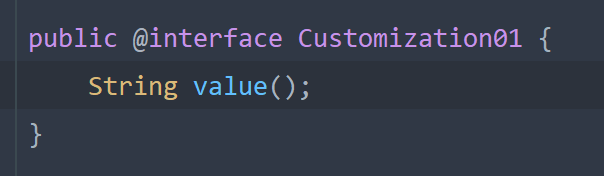 public @interface Customization01 {
    String value();
}